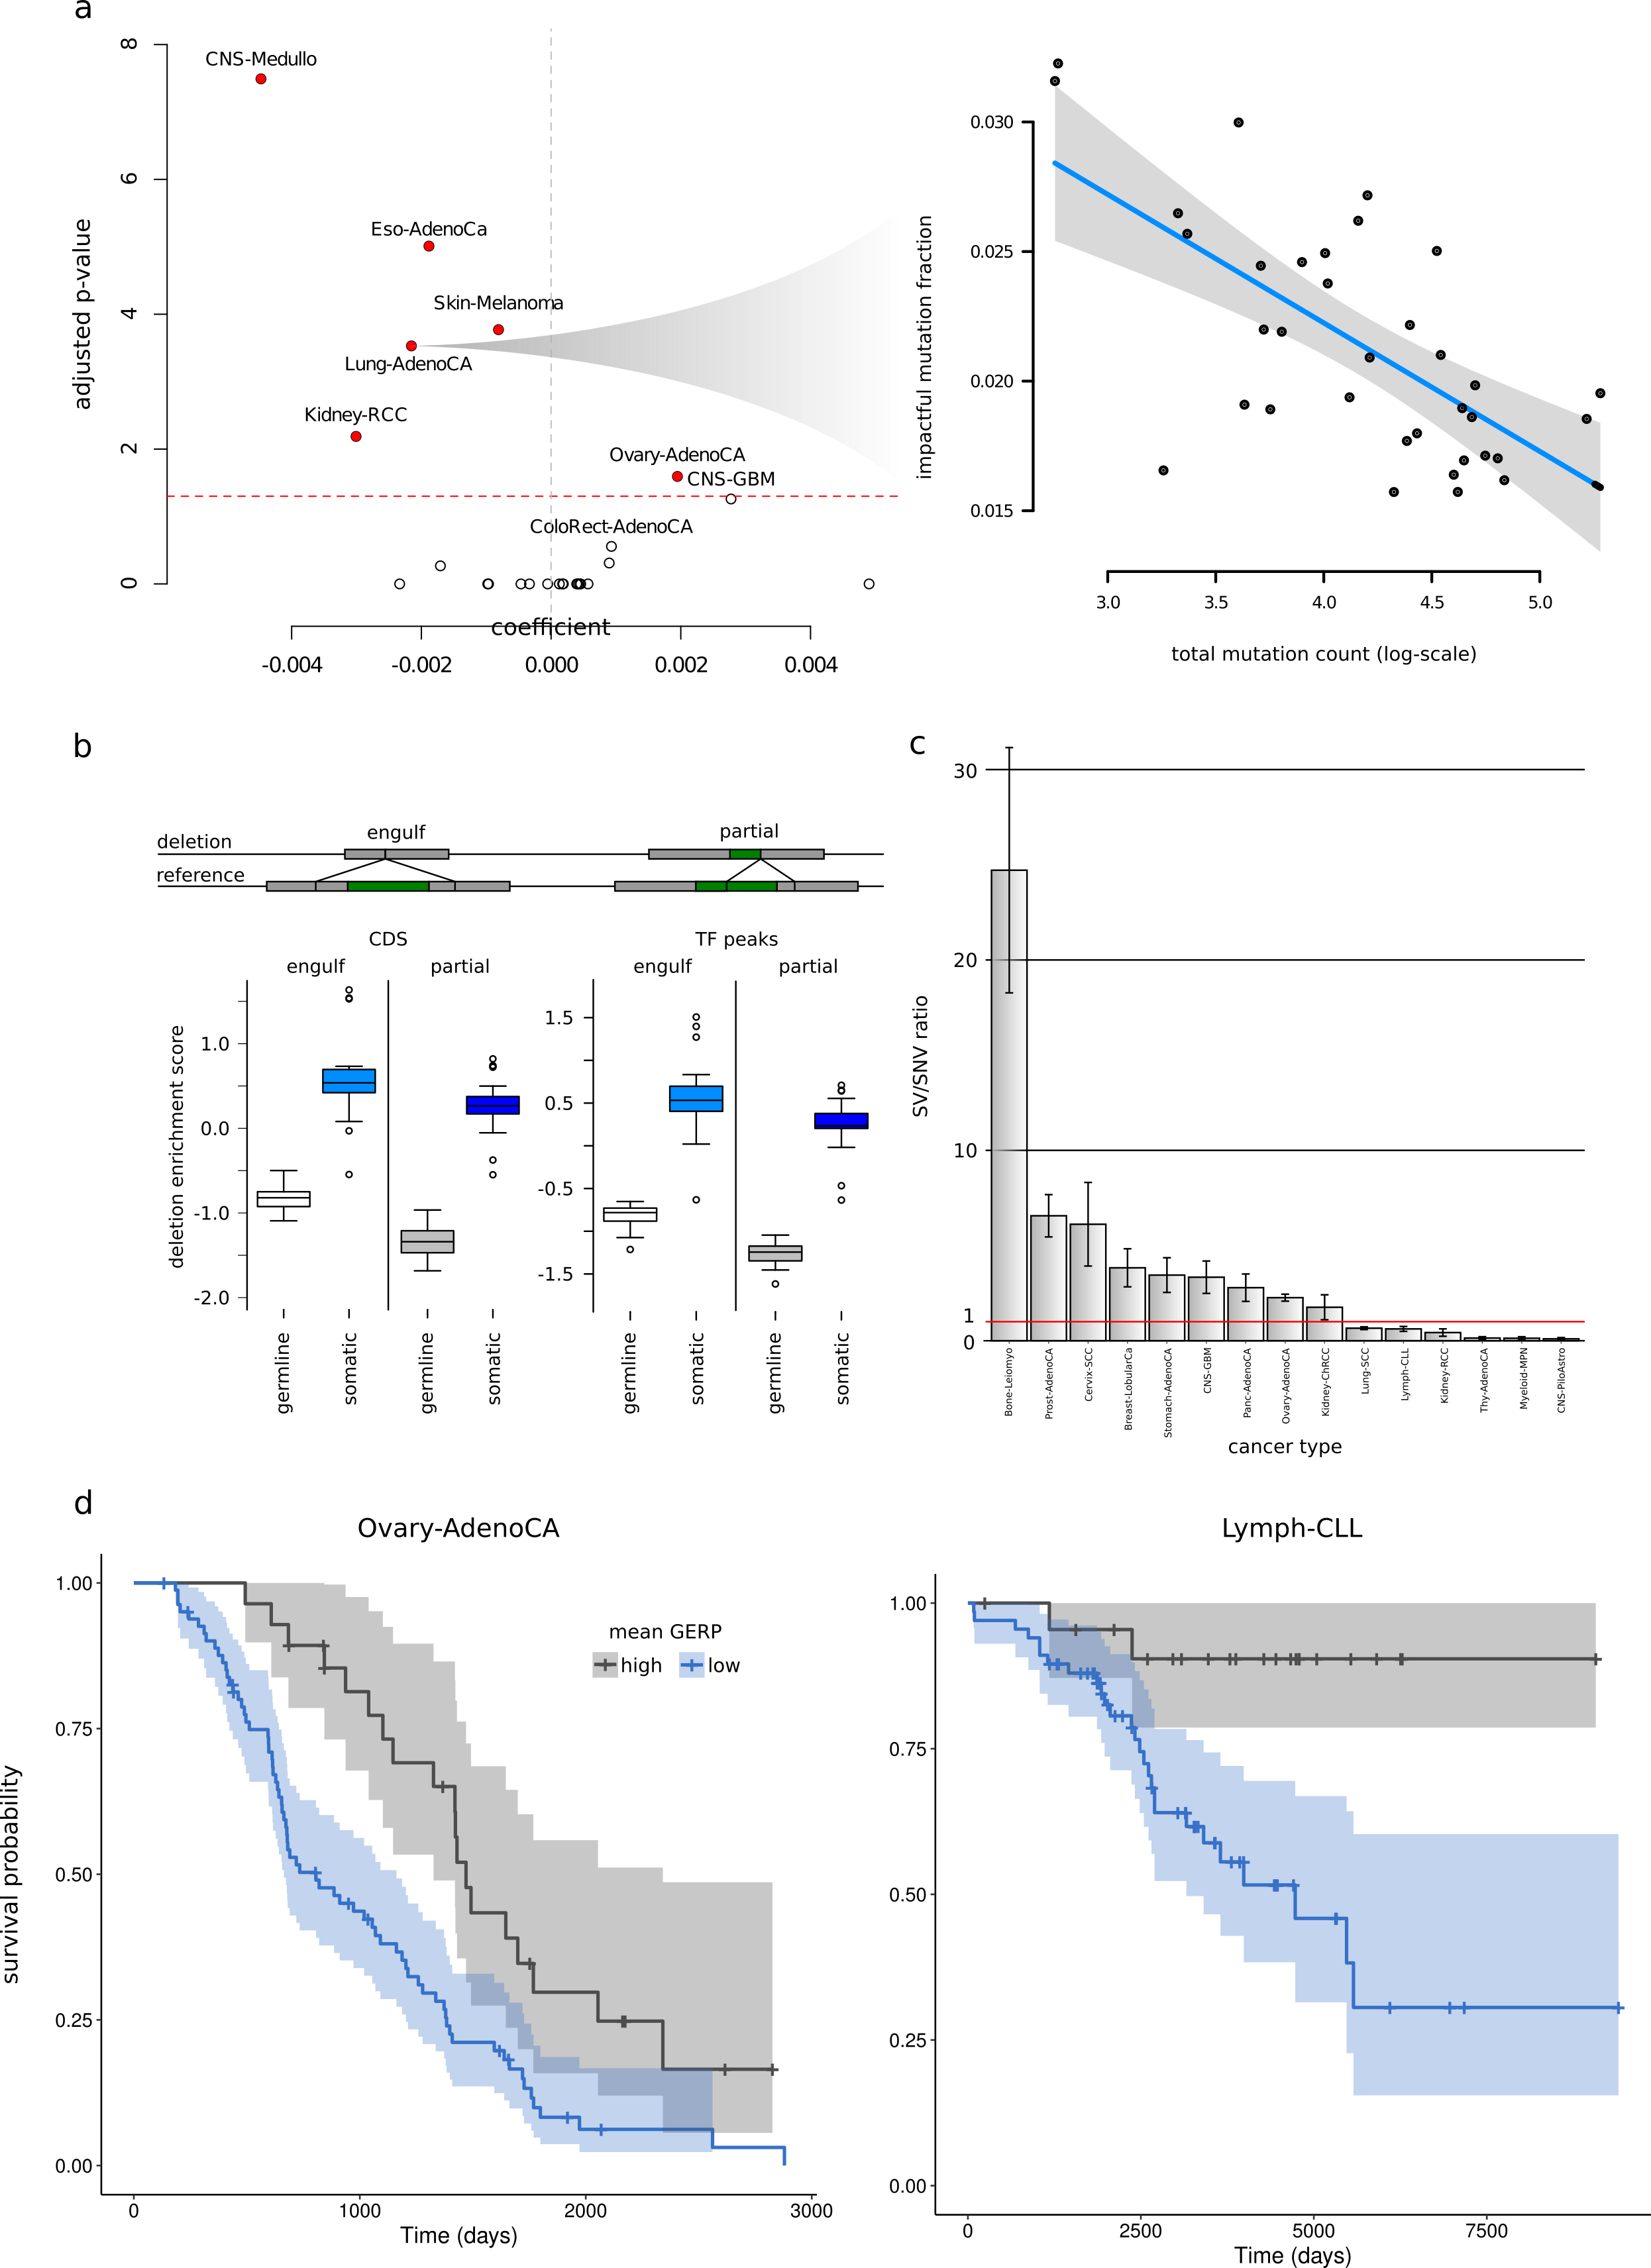 a
adjusted p-value
8
6
4
2
0
CNS-Medullo
Eso-AdenoCa
Skin-Melanoma
Lung-AdenoCA
Kidney-RCC
Ovary-AdenoCA
CNS-GBM
ColoRect-AdenoCA
coefficient
-0.004 -0.002 0.000 0.002 0.004
impactful mutation fraction
0.030
0.025
0.020
0.015
3.0 3.5 4.0 4.5 5.0
total mutation count (log-scale)
b
engulf partial
deletion
reference
CDS TF peaks
engulf partial engulf partial
deletion enrichment score
1.0
0.0
-1.0
-2.0
1.5
0.5
-0.5
-1.5
germline somatic germline somatic germline somatic germline somatic
c
SV/SNV ratio
30
20
10
1
0
Bone-Leiomyo
Prost-AdenoCA
Cervix-SCC
Breast-LobularCa
Stomach-AdenoCA
CNS-GBM
Panc-AdenoCA
Ovary-AdenoCA
Kidney-ChRCC
Lung-SCC
Lymph-CLL
Kidney-RCC
Thy-AdenoCA
Myeloid-MPN
CNS-PiloAstro
cancer type
d
Ovary-AdenoCA
survival probability
1.00
0.75
0.50
0.25
0.00
mean GERP
high low
0 1000 2000 3000
Time (days)
Lymph-CLL
1.00
0.75
0.50
0.25
0.00
0 2500 5000 7500
Time (days)